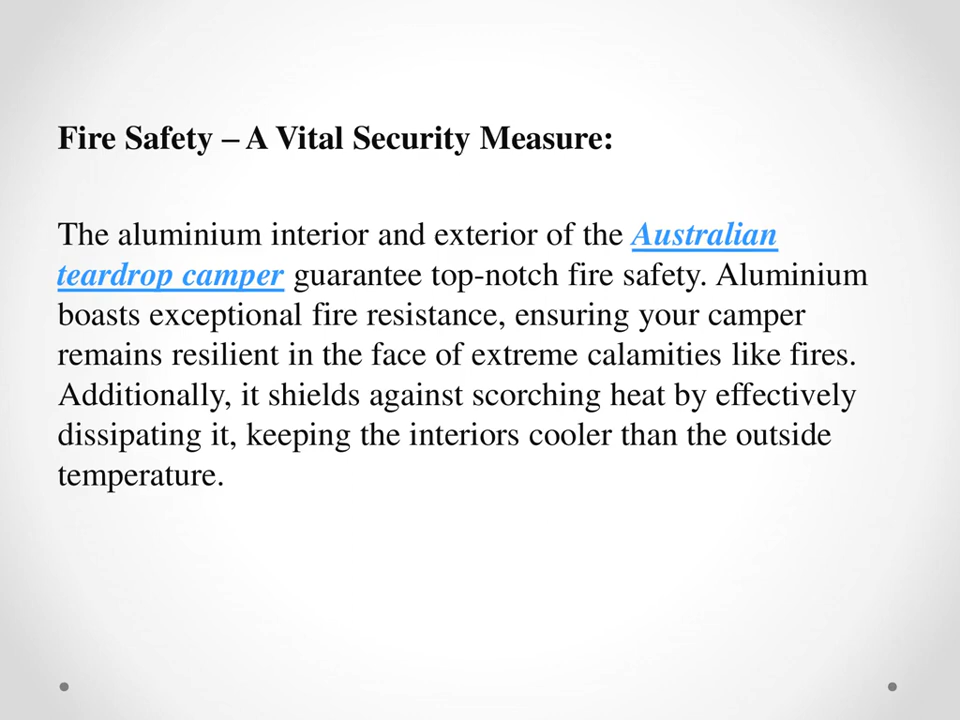 Fire Safety – A Vital Security Measure:
The aluminium interior and exterior of the Australian
teardrop camper guarantee top-notch fire safety. Aluminium
boasts exceptional fire resistance, ensuring your camper
remains resilient in the face of extreme calamities like fires.
Additionally, it shields against scorching heat by effectively
dissipating it, keeping the interiors cooler than the outside
temperature.